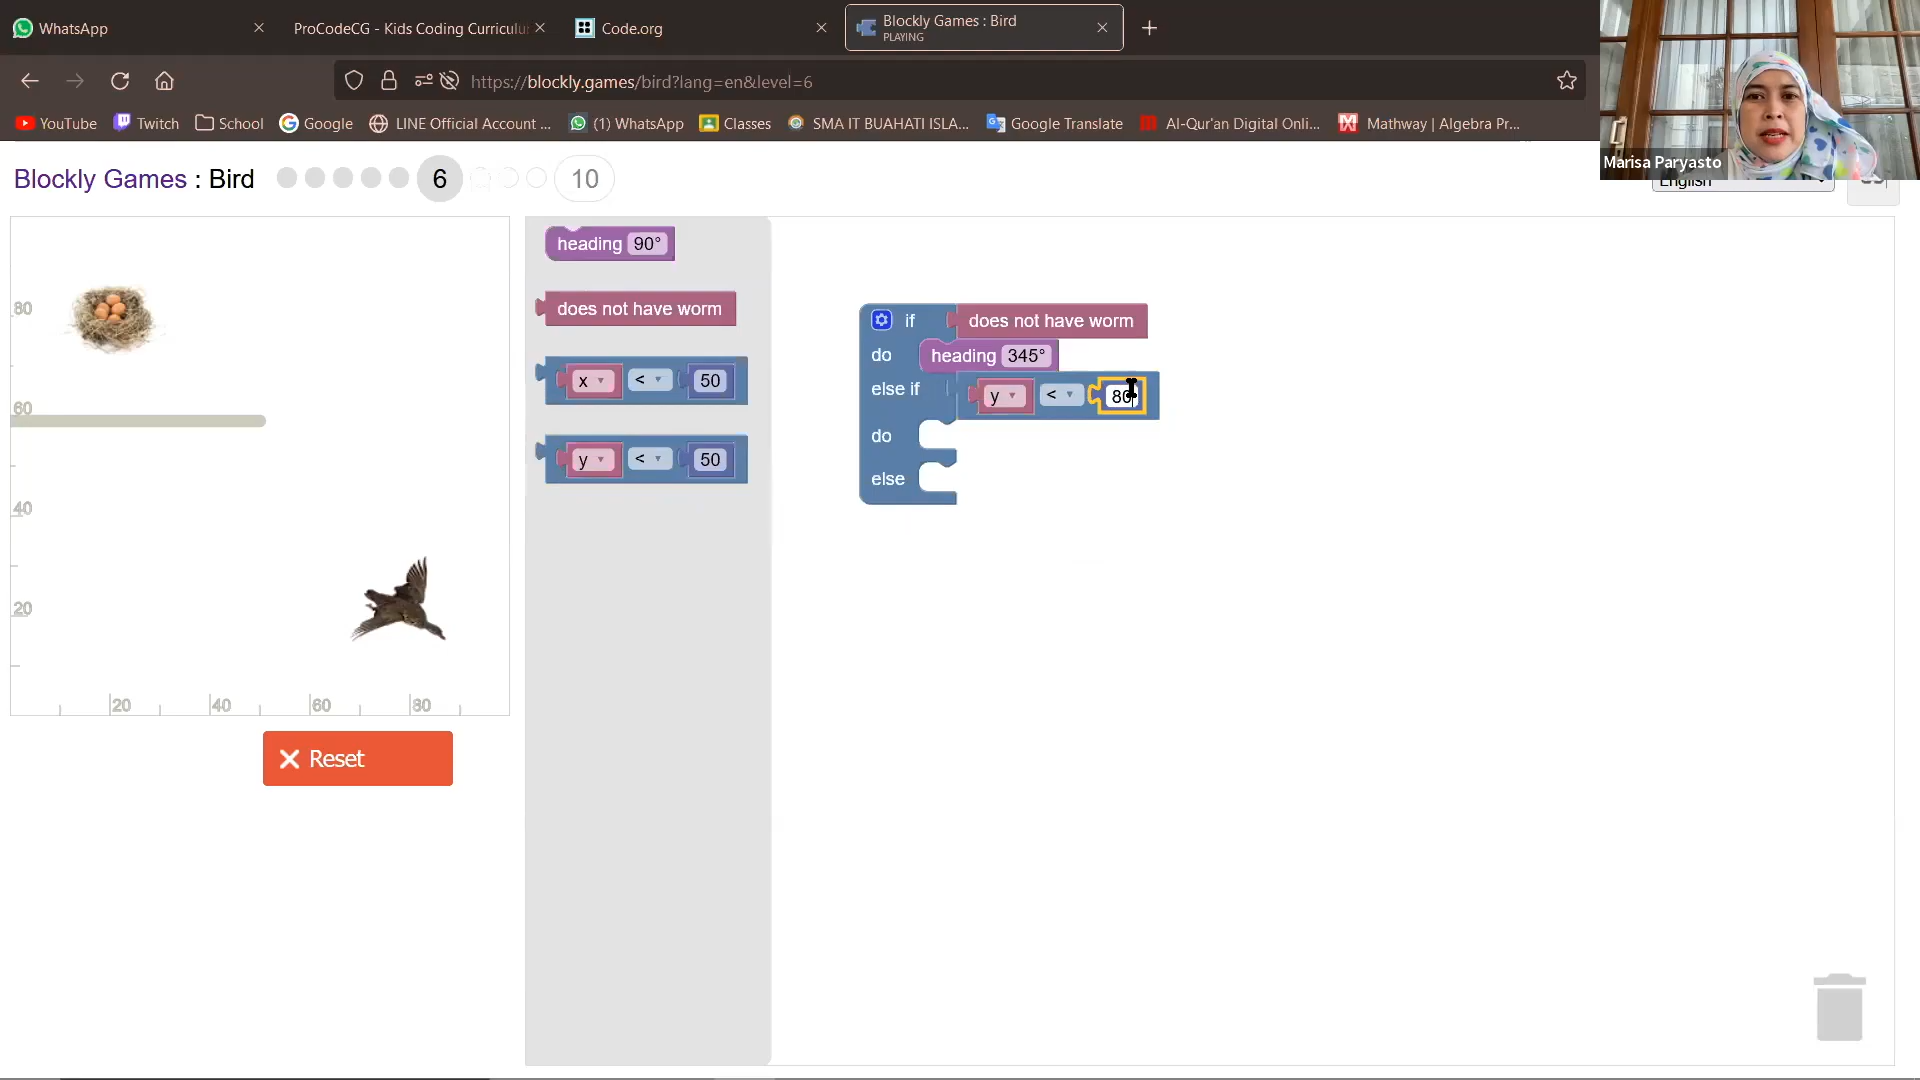 WhatsApp
ProCodeCG - Kids Coding Curriculu
Code.org
Blockly Games : Bird
PLAYING
https://blockly.games/bird?lang=en&level=6
YouTube
Twitch
School
Google
LINE Official Account ...
(1) WhatsApp
Classes
SMA IT BUAHATI ISLA...
Google Translate
Al-Qur'an Digital Onli...
Mathway | Algebra Pr...
Marisa Paryasto
Blockly Games : Bird
6
10
English
80
60
40
20
20
40
60
80
Reset
heading 90°
does not have worm
x < 50
y < 50
if does not have worm
do heading 345°
else if y < 80
do
else